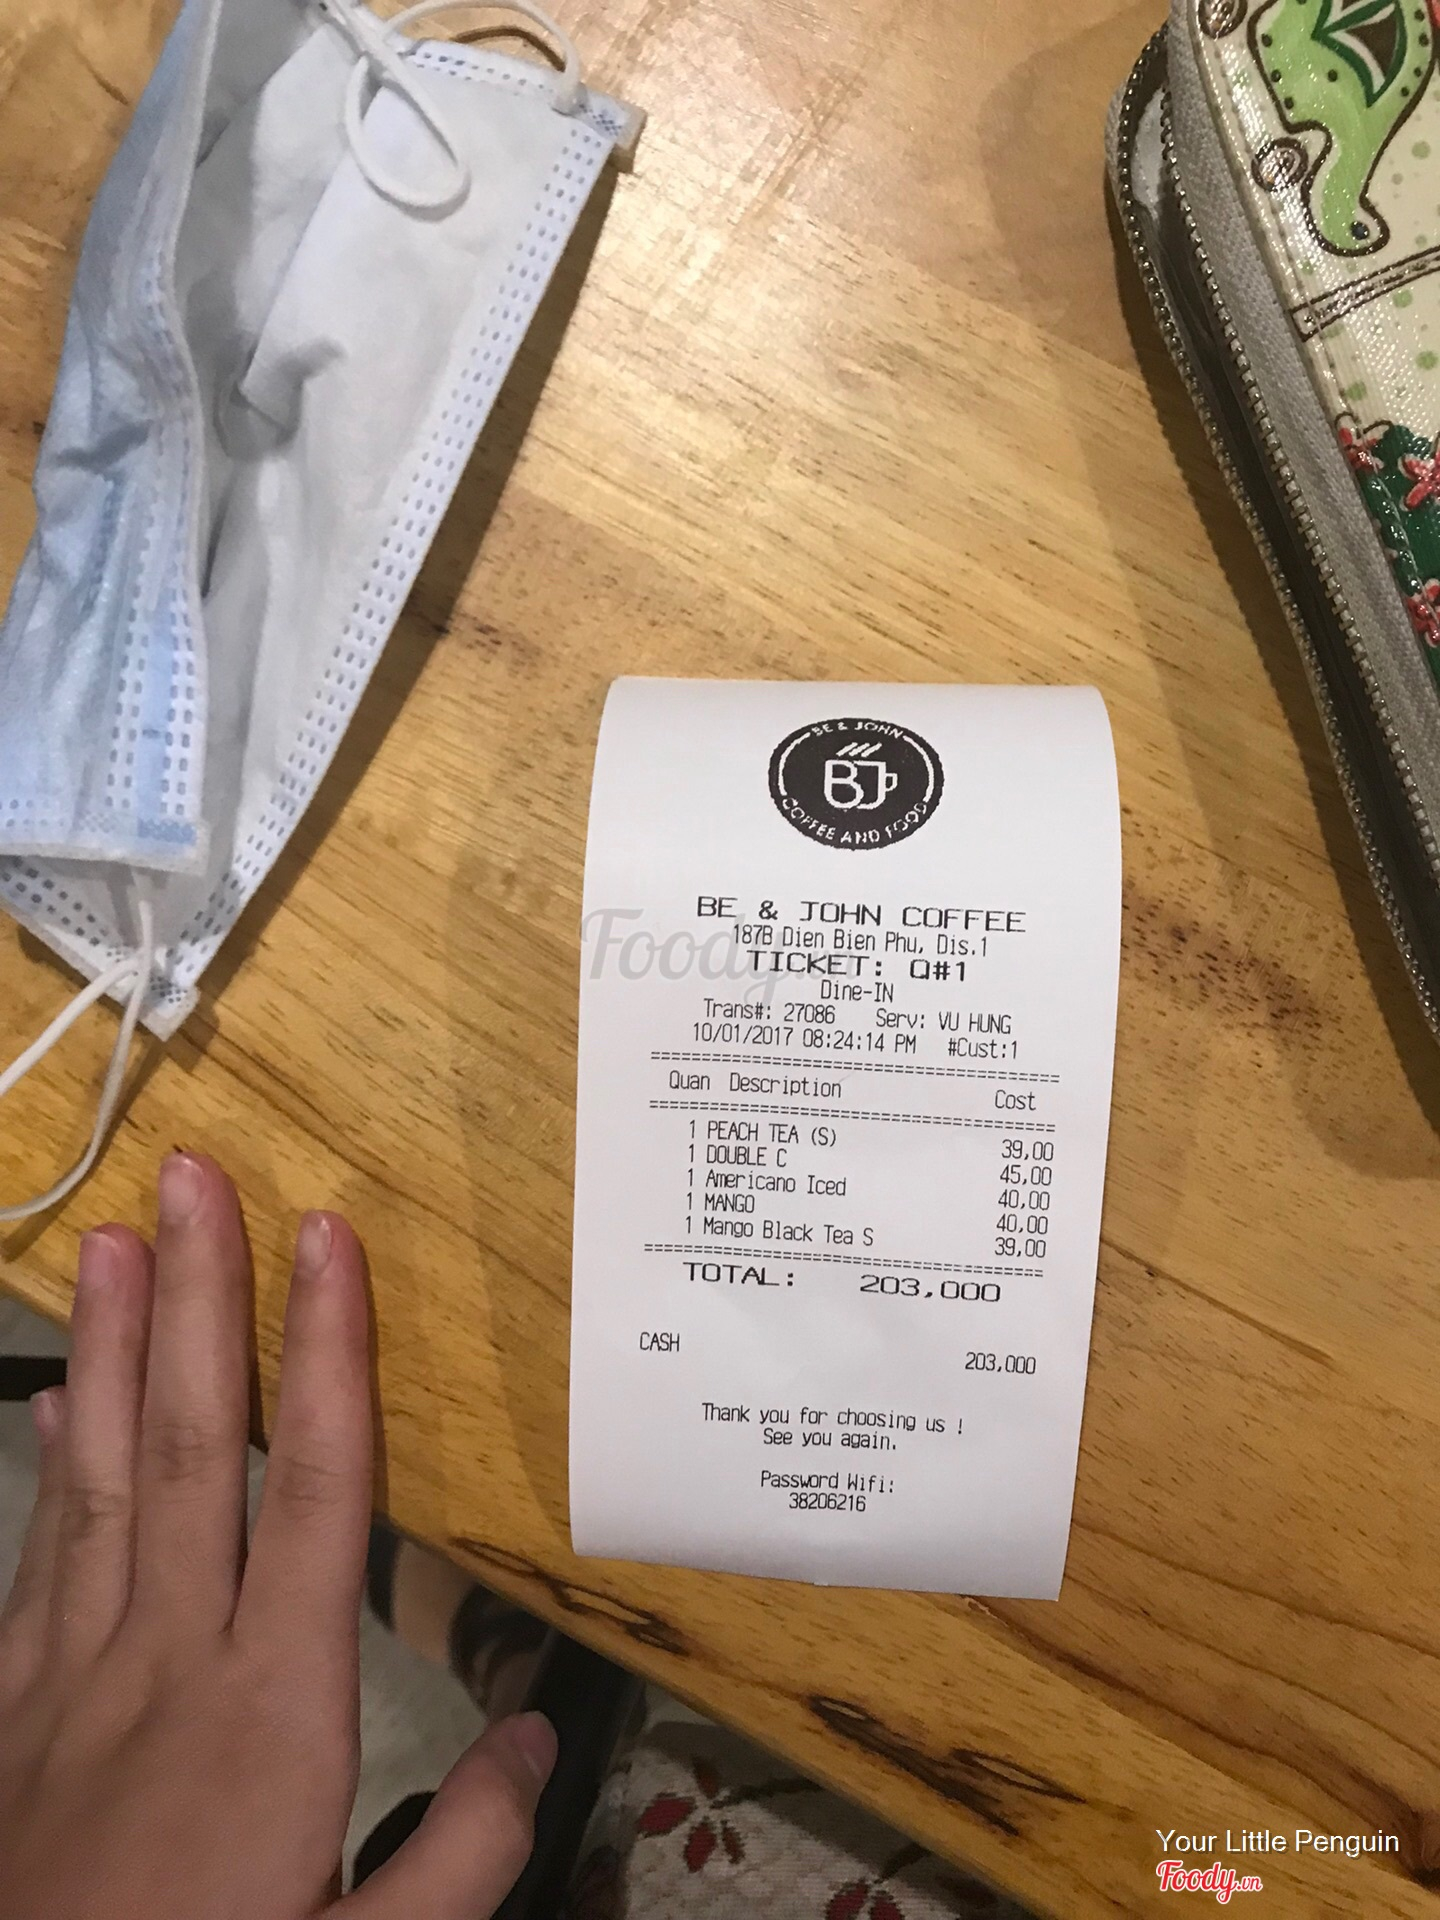 BE & JOHN
BJ
COFFEE AND FOOD
BE & JOHN COFFEE
187B Dien Bien Phu, Dis.1
TICKET: Q#1
Dine-IN
Trans#: 27086 Serv: VU HUNG
10/01/2017 08:24:14 PM #Cust:1
Quan Description Cost
1 PEACH TEA (S) 39,00
1 DOUBLE C 45,00
1 Americano Iced 40,00
1 MANGO 40,00
1 Mango Black Tea S 39,00
TOTAL: 203,000
CASH 203,000
Thank you for choosing us !
See you again.
Password Wifi:
38206216
Foody.vn
Your Little Penguin
Foody.vn